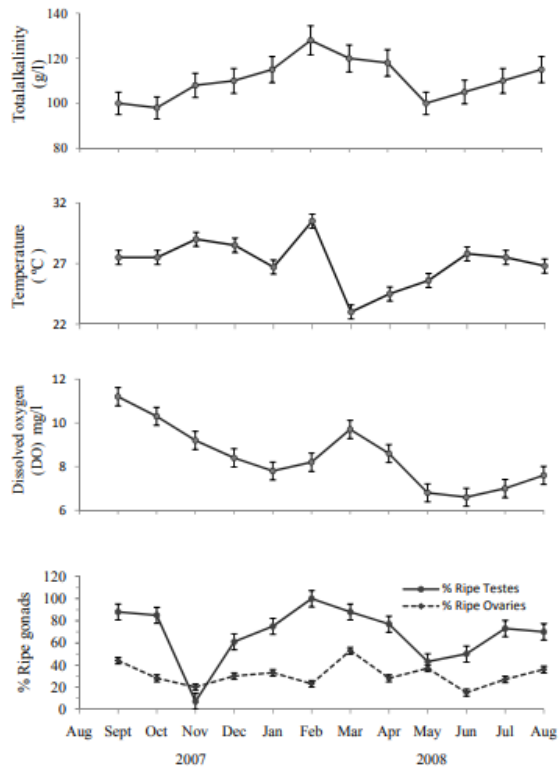 Totalalkalinity
(g/l)
140
120
100
80
Temperature
( ºC )
32
27
22
Dissolved oxygen
(DO) mg/l
12
10
8
6
% Ripe gonads
120
100
80
60
40
20
0
% Ripe Testes
% Ripe Ovaries
Aug Sept Oct Nov Dec Jan Feb Mar Apr May Jun Jul Aug
2007 2008